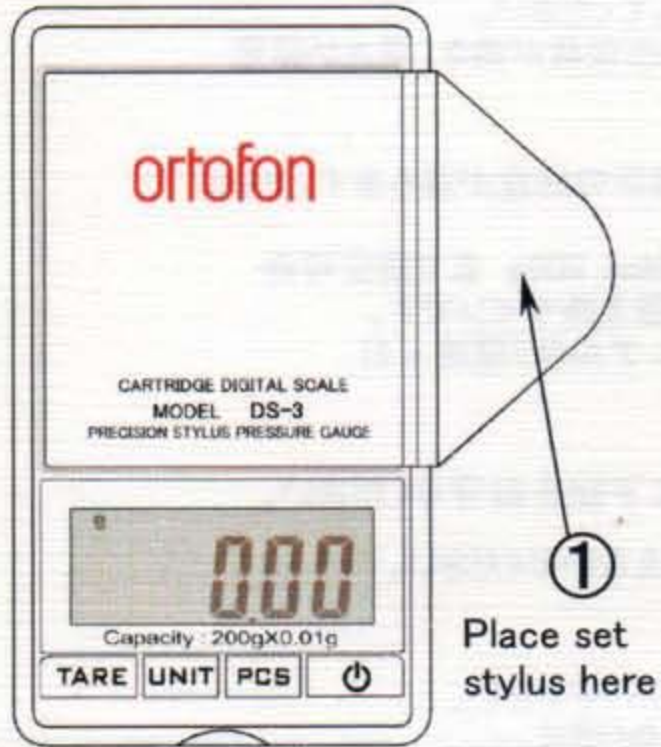 ortofon
CARTRIDGE DIGITAL SCALE
MODEL DS-3
PRECISION STYLUS PRESSURE GAUGE
g
0.00
Capacity : 200gX0.01g
TARE UNIT PCS
①
Place set
stylus here